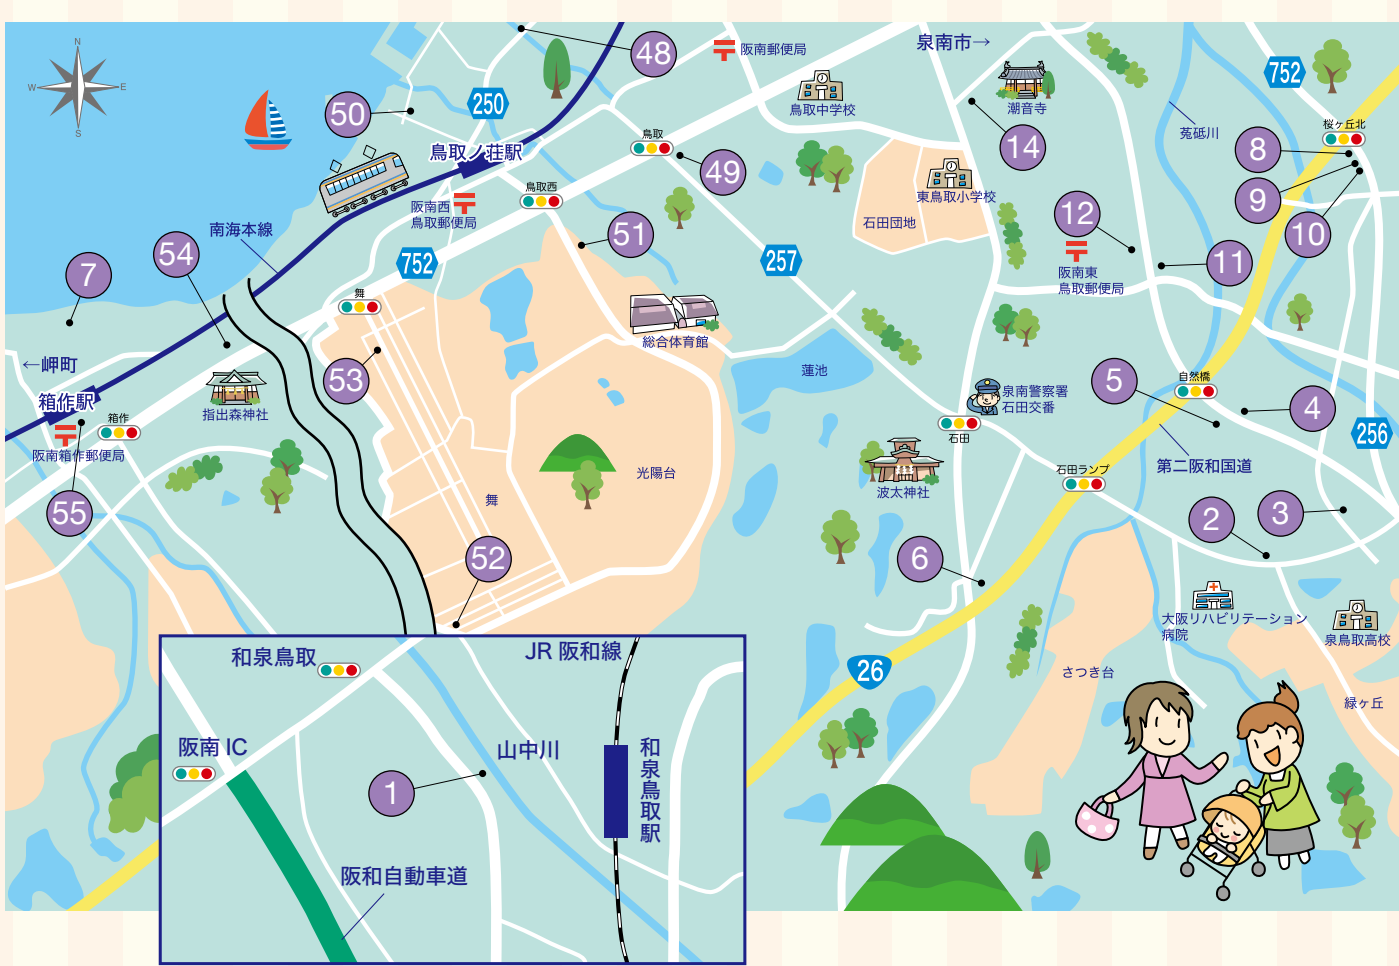 N
W
E
S
48
阪南郵便局
泉南市→
752
50
250
鳥取中学校
潮音寺
14
菟砥川
桜ヶ丘北
8
9
10
鳥取ノ荘駅
鳥取
49
鳥取西
阪南西
鳥取郵便局
東鳥取小学校
石田団地
12
阪南東
鳥取郵便局
11
南海本線
54
7
752
51
257
舞
総合体育館
蓮池
53
←岬町
箱作駅
箱作
阪南箱作郵便局
指出森神社
55
自然橋
5
4
256
泉南警察署
石田交番
石田
第二阪和国道
石田ランプ
波太神社
光陽台
舞
52
2
3
6
大阪リハビリテーション
病院
泉鳥取高校
さつき台
緑ヶ丘
26
和泉鳥取
JR 阪和線
阪南 IC
山中川
和泉鳥取駅
1
阪和自動車道